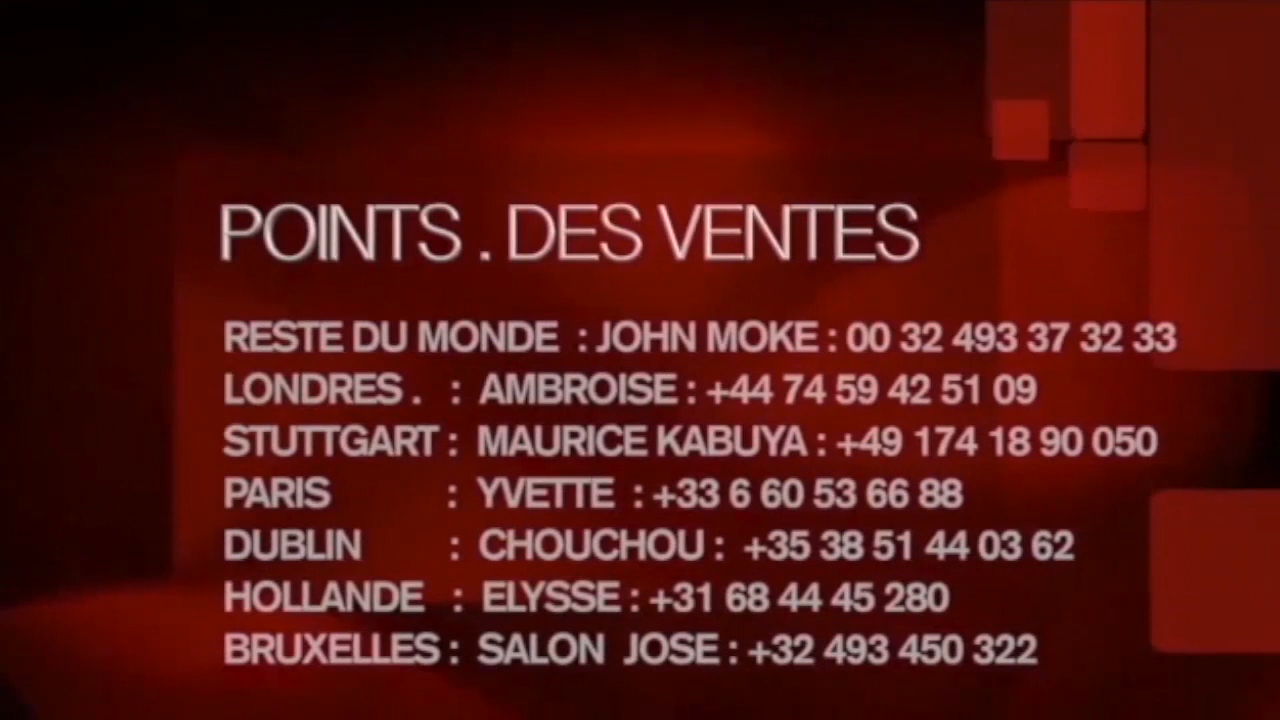 POINTS . DES VENTES
RESTE DU MONDE : JOHN MOKE : 00 32 493 37 32 33
LONDRES . : AMBROISE : +44 74 59 42 51 09
STUTTGART : MAURICE KABUYA : +49 174 18 90 050
PARIS : YVETTE : +33 6 60 53 66 88
DUBLIN : CHOUCHOU : +35 38 51 44 03 62
HOLLANDE : ELYSSE : +31 68 44 45 280
BRUXELLES : SALON JOSE : +32 493 450 322